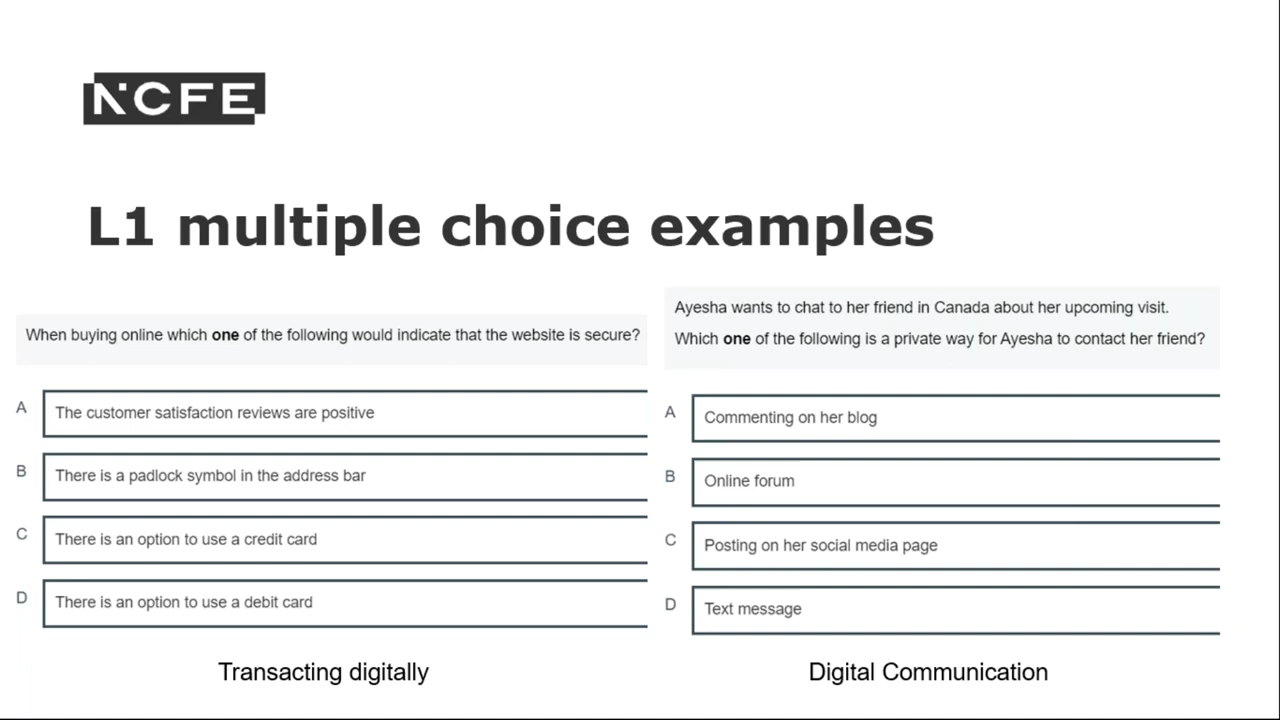 NCFE
L1 multiple choice examples
When buying online which one of the following would indicate that the website is secure?
A The customer satisfaction reviews are positive
B There is a padlock symbol in the address bar
C There is an option to use a credit card
D There is an option to use a debit card
Transacting digitally
Ayesha wants to chat to her friend in Canada about her upcoming visit.
Which one of the following is a private way for Ayesha to contact her friend?
A Commenting on her blog
B Online forum
C Posting on her social media page
D Text message
Digital Communication